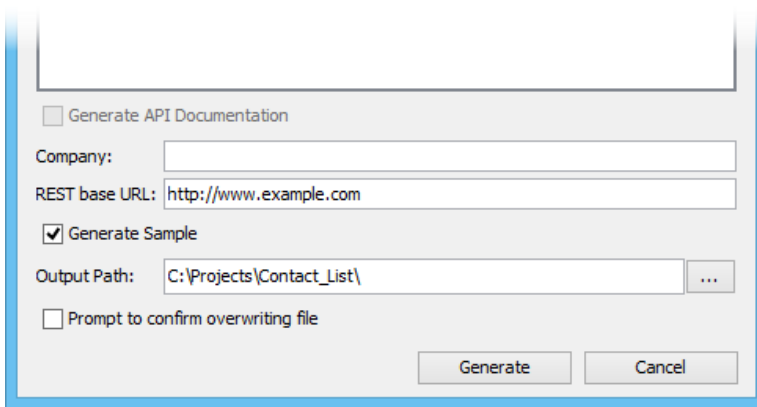 Generate API Documentation
Company:
REST base URL: http://www.example.com
Generate Sample
Output Path: C:\Projects\Contact_List\ ...
Prompt to confirm overwriting file
Generate Cancel